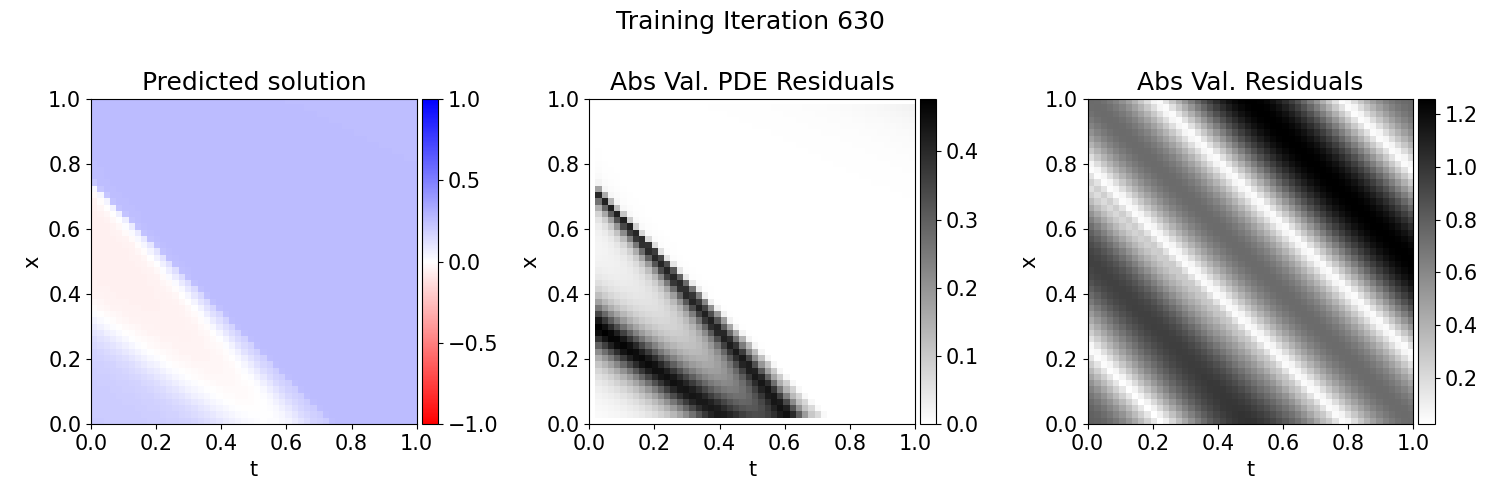 Training Iteration 630
Predicted solution
Abs Val. PDE Residuals
Abs Val. Residuals
1.0
0.8
0.6
0.4
0.2
0.0
x
0.0 0.2 0.4 0.6 0.8 1.0
t
1.0
0.5
0.0
−0.5
−1.0
1.0
0.8
0.6
0.4
0.2
0.0
x
0.0 0.2 0.4 0.6 0.8 1.0
t
0.4
0.3
0.2
0.1
0.0
1.0
0.8
0.6
0.4
0.2
0.0
x
0.0 0.2 0.4 0.6 0.8 1.0
t
1.2
1.0
0.8
0.6
0.4
0.2